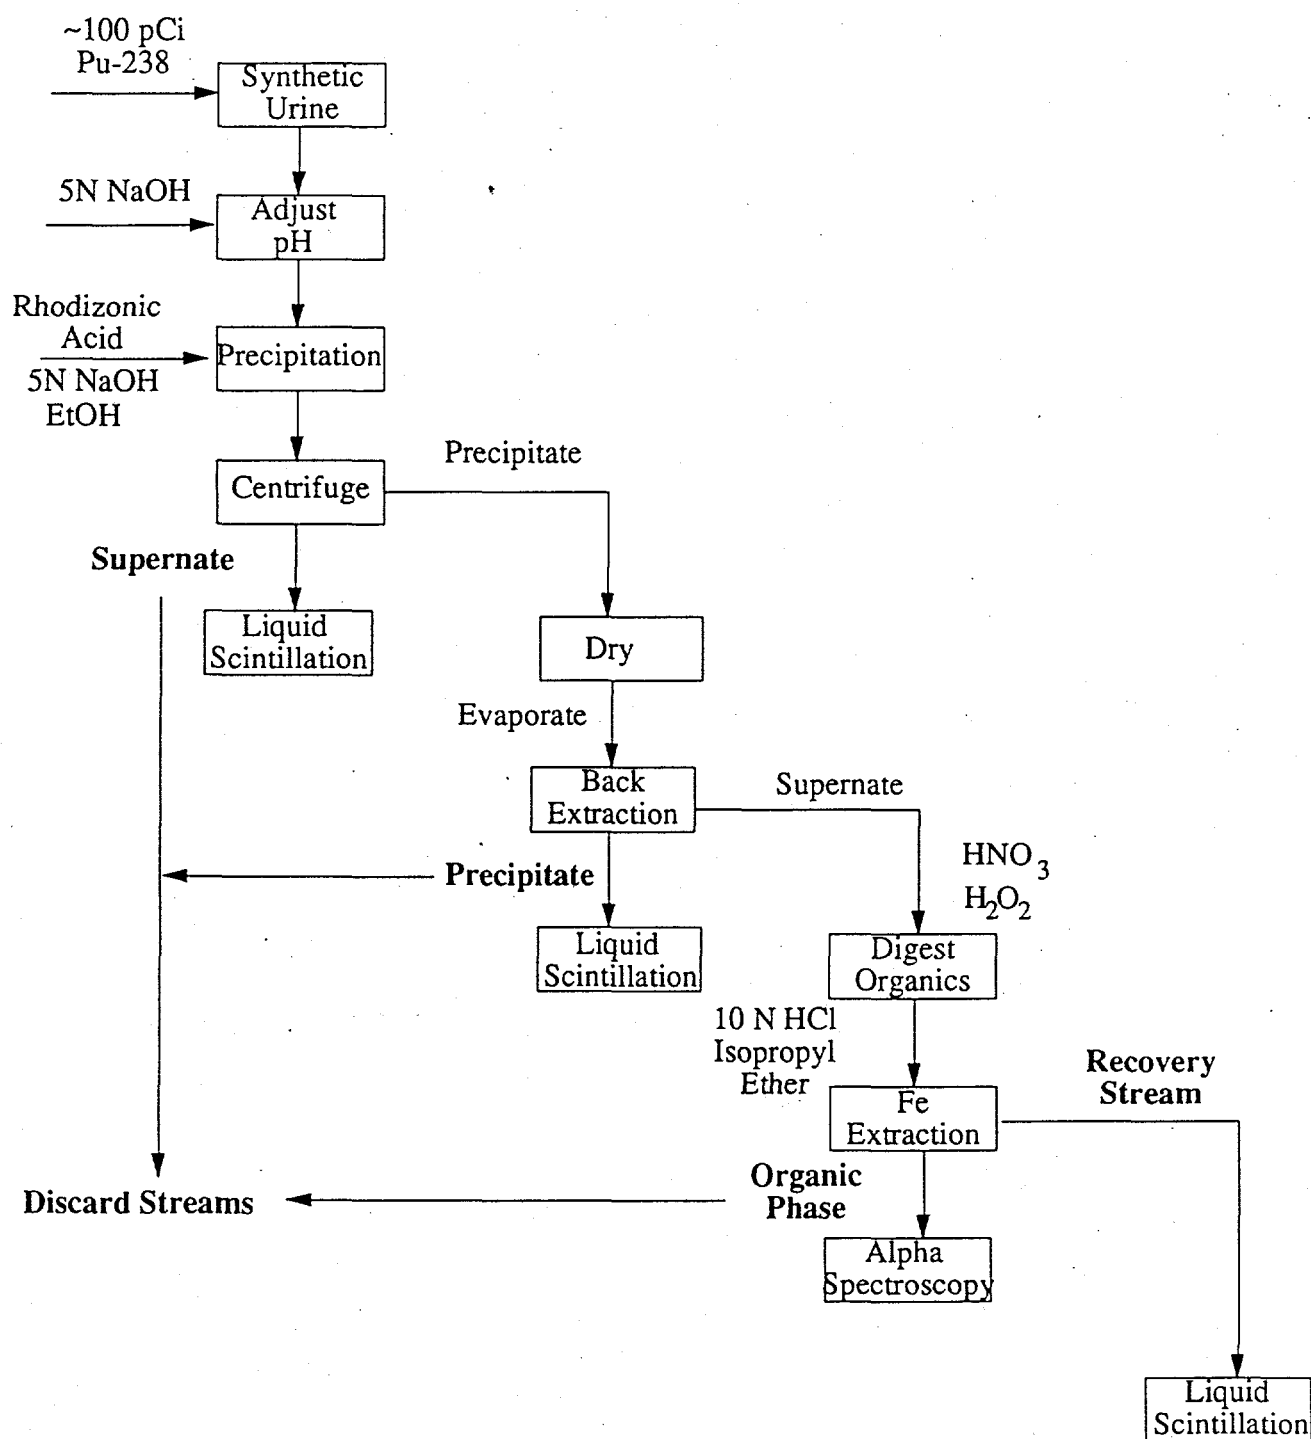 ~100 pCi
Pu-238
Synthetic
Urine
5N NaOH
Adjust
pH
Rhodizonic
Acid
Precipitation
5N NaOH
EtOH
Centrifuge
Precipitate
Supernate
Liquid
Scintillation
Dry
Evaporate
Back
Extraction
Supernate
HNO3
H2O2
Precipitate
Liquid
Scintillation
Digest
Organics
10 N HCl
Isopropyl
Ether
Fe
Extraction
Recovery
Stream
Organic
Phase
Discard Streams
Alpha
Spectroscopy
Liquid
Scintillation